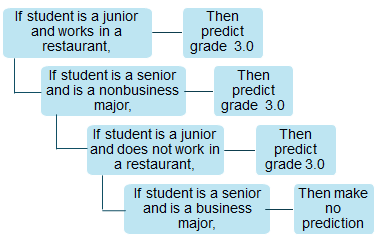 If student is a junior
and works in a
restaurant,
Then
predict
grade  3.0
If student is a senior
and is a nonbusiness
major,
Then
predict
grade  3.0
If student is a junior
and does not work in
a restaurant,
Then
predict
grade 3.0
If student is a senior
and is a business
major,
Then make
no
prediction